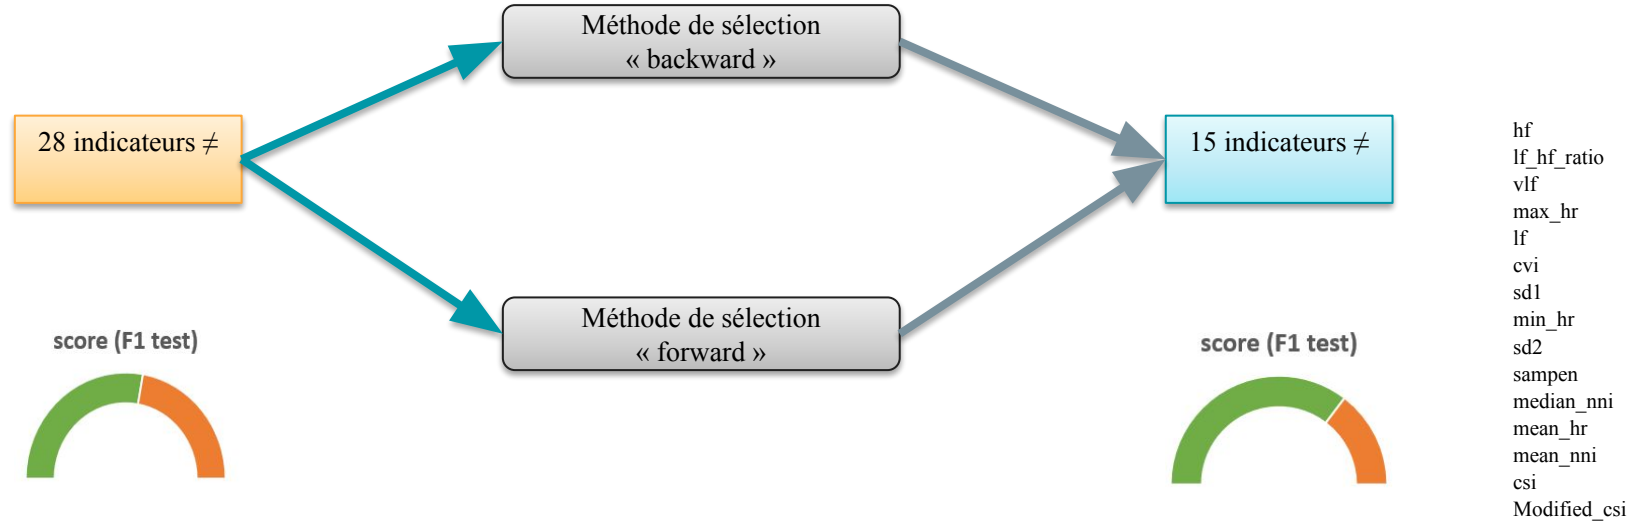 Méthode de sélection
« backward »
28 indicateurs ≠
15 indicateurs ≠
Méthode de sélection
« forward »
score (F1 test)
score (F1 test)
hf
lf_hf_ratio
vlf
max_hr
lf
cvi
sd1
min_hr
sd2
sampen
median_nni
mean_hr
mean_nni
csi
Modified_csi